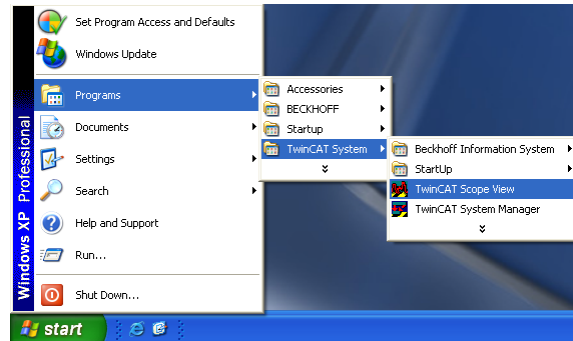 Set Program Access and Defaults
Windows Update
Programs
Documents
Settings
Search
Help and Support
Run...
Shut Down...
Windows XP Professional
Accessories
BECKHOFF
Startup
TwinCAT System
Beckhoff Information System
StartUp
TwinCAT Scope View
TwinCAT System Manager
start